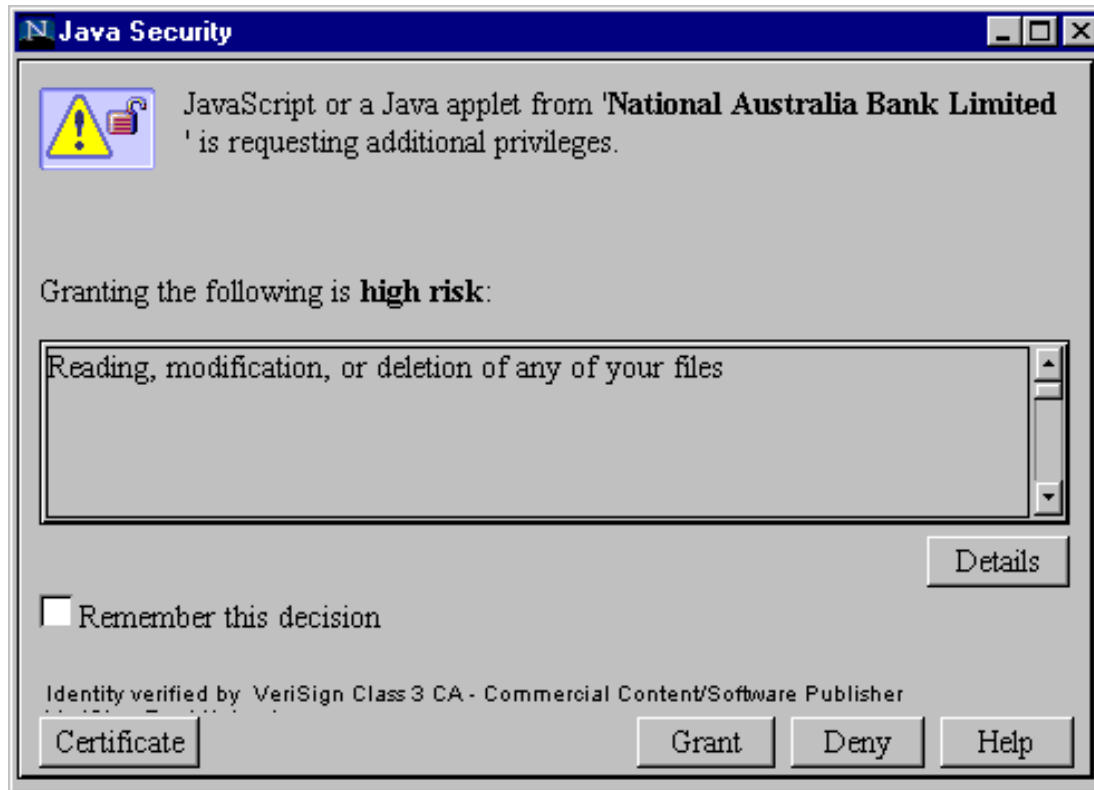 N Java Security
JavaScript or a Java applet from 'National Australia Bank Limited
' is requesting additional privileges.
Granting the following is high risk:
Reading, modification, or deletion of any of your files
Details
Remember this decision
Identity verified by VeriSign Class 3 CA - Commercial Content/Software Publisher
Certificate
Grant
Deny
Help